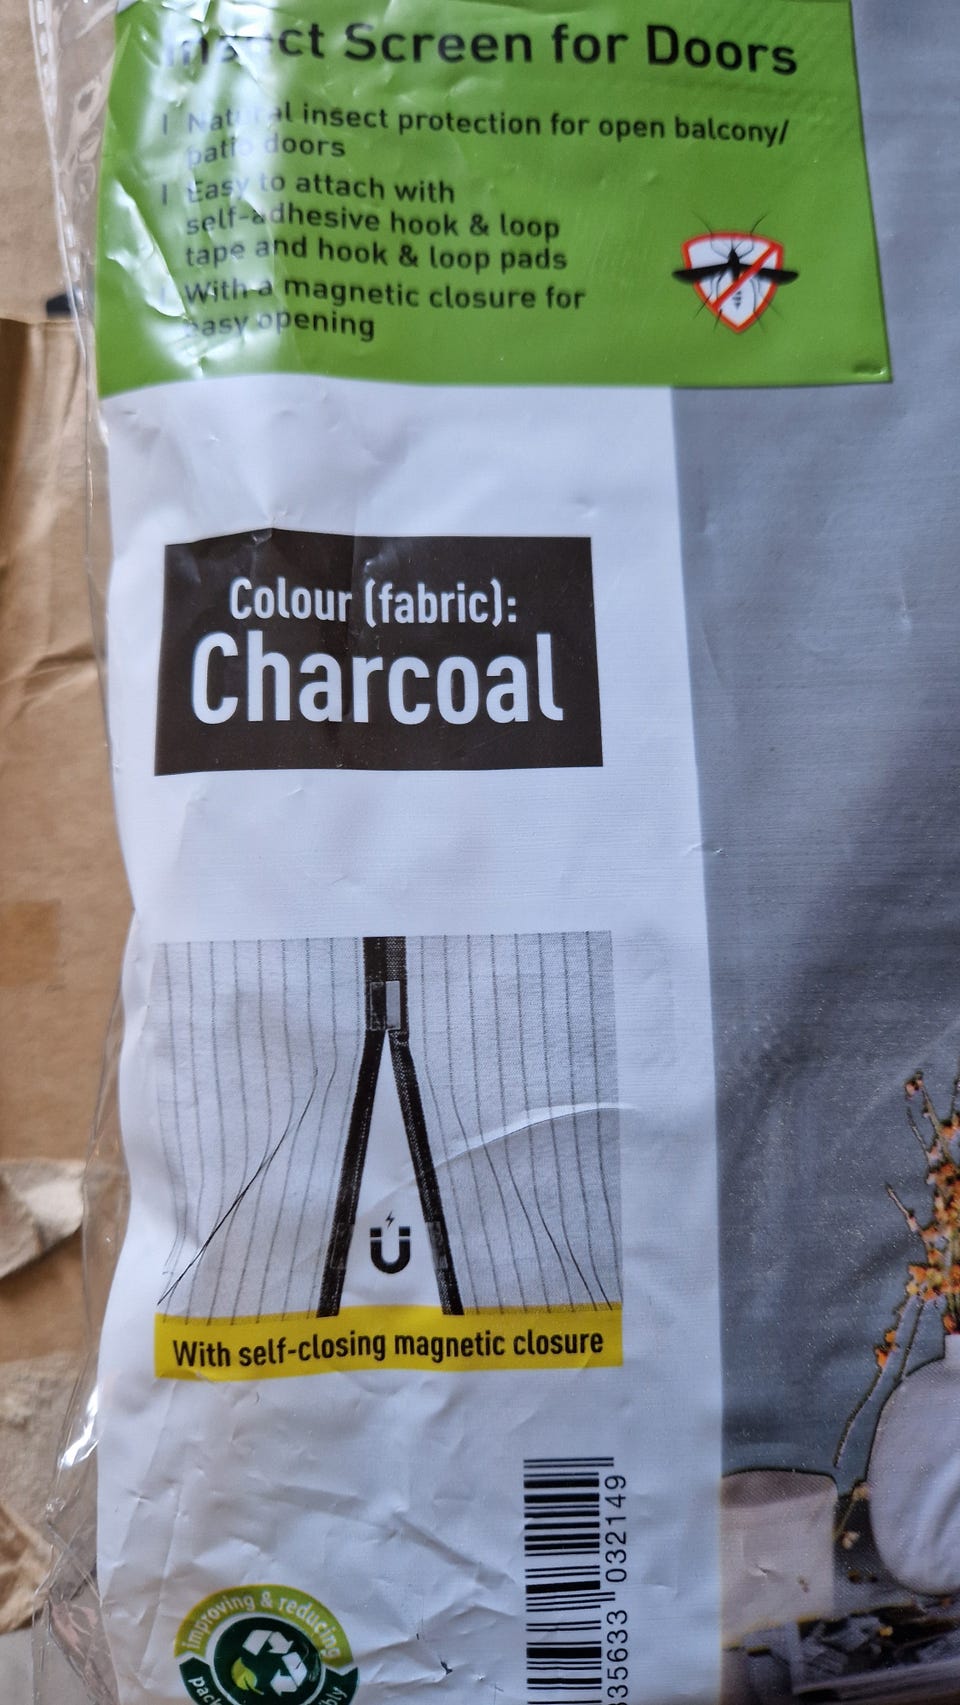 Insect Screen for Doors
| Natural insect protection for open balcony/
patio doors
| Easy to attach with
self-adhesive hook & loop
tape and hook & loop pads
| With a magnetic closure for
easy opening
Colour (fabric):
Charcoal
With self-closing magnetic closure
335633 032149
improving & reducing